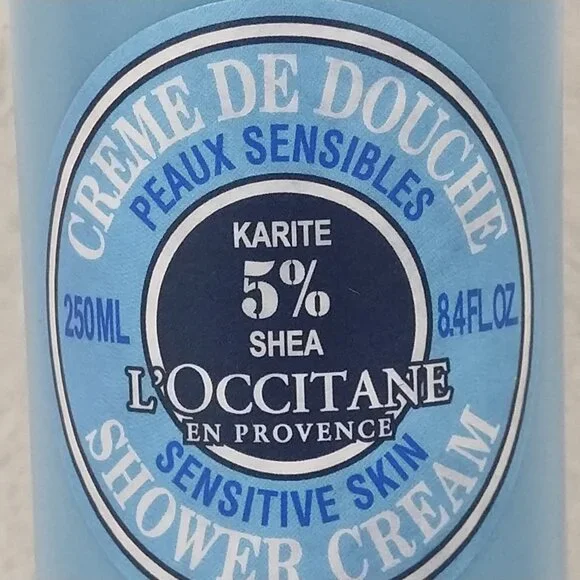 CREME DE DOUCHE
PEAUX SENSIBLES
KARITE
5%
SHEA
250ML
8.4FL.OZ
L'OCCITANE
EN PROVENCE
SENSITIVE SKIN
SHOWER CREAM